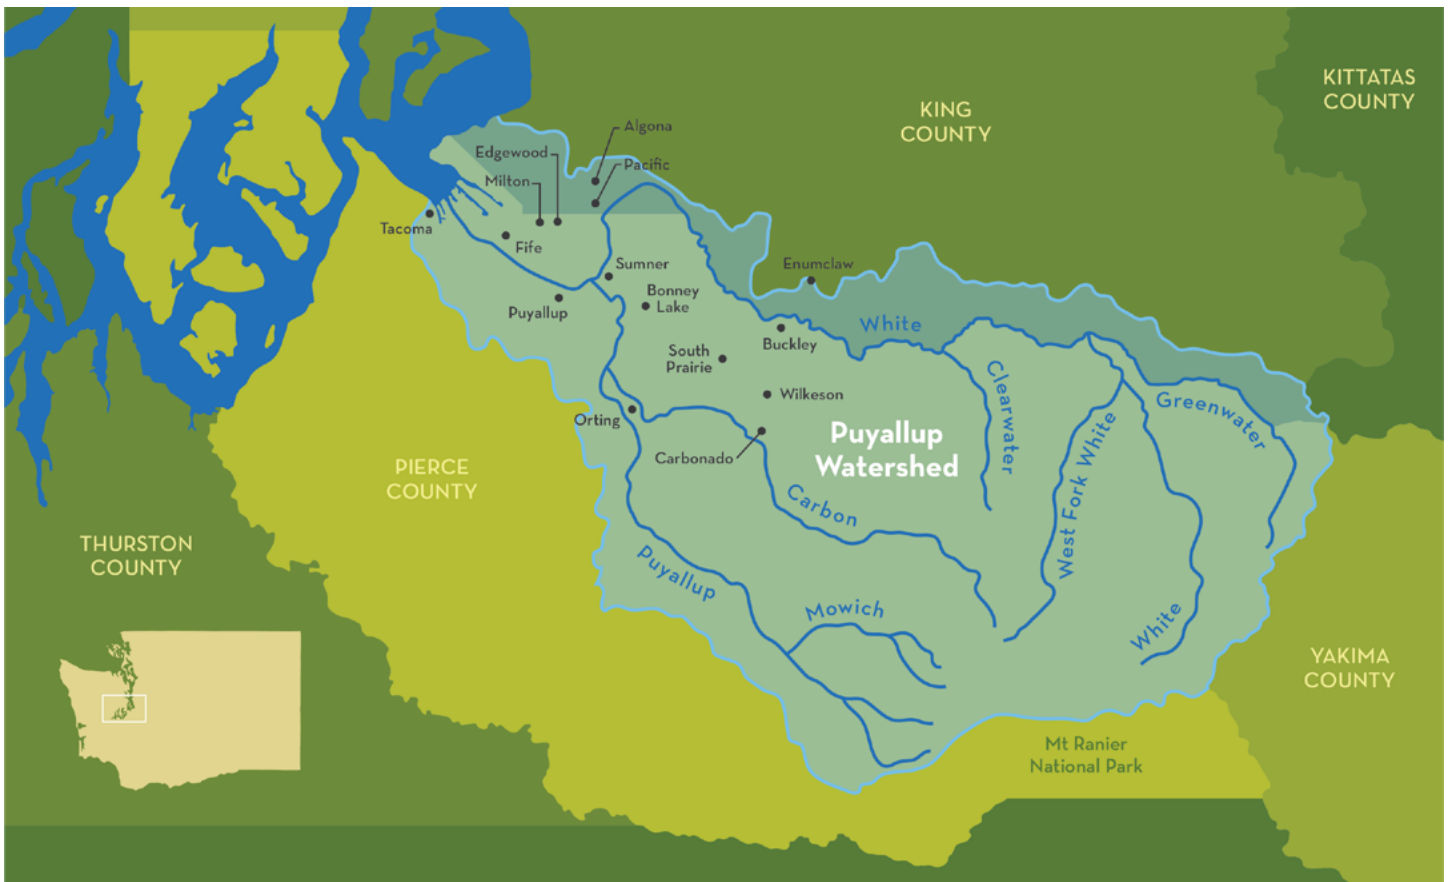 KITTATAS
COUNTY
KING
COUNTY
Algona
Edgewood
Pacific
Milton
Tacoma
Fife
Sumner
Enumclaw
Bonney
Lake
Puyallup
White
Buckley
South
Prairie
Clearwater
Wilkeson
Greenwater
Orting
Puyallup
Watershed
Carbonado
PIERCE
COUNTY
Carbon
West Fork White
THURSTON
COUNTY
Puyallup
Mowich
White
YAKIMA
COUNTY
Mt Ranier
National Park